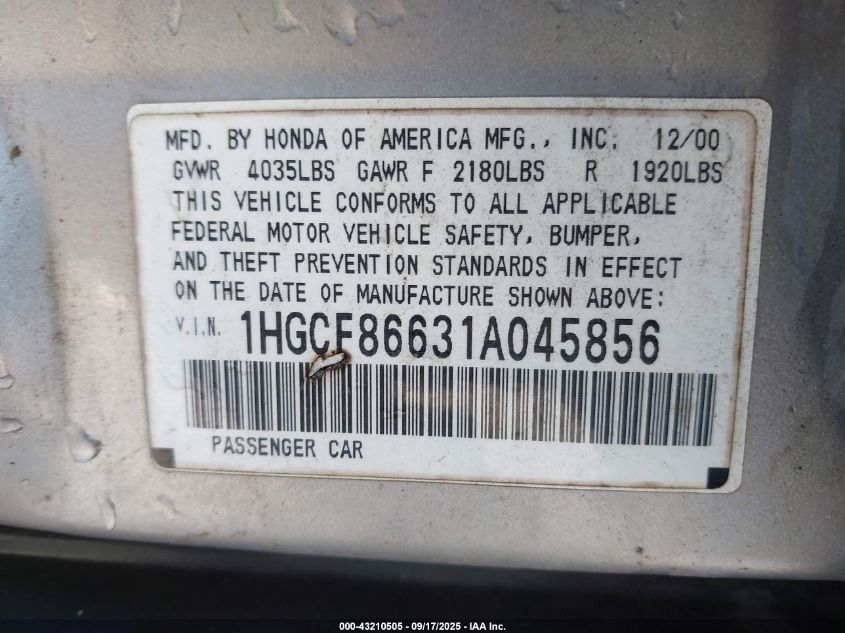 MFD. BY HONDA OF AMERICA MFG., INC. 12/00
GVWR 4035LBS GAWR F 2180LBS R 1920LBS
THIS VEHICLE CONFORMS TO ALL APPLICABLE
FEDERAL MOTOR VEHICLE SAFETY, BUMPER,
AND THEFT PREVENTION STANDARDS IN EFFECT
ON THE DATE OF MANUFACTURE SHOWN ABOVE:
V.I.N. 1HGCF86631A045856
PASSENGER CAR
000-43210505 - 09/17/2025 - IAA Inc.